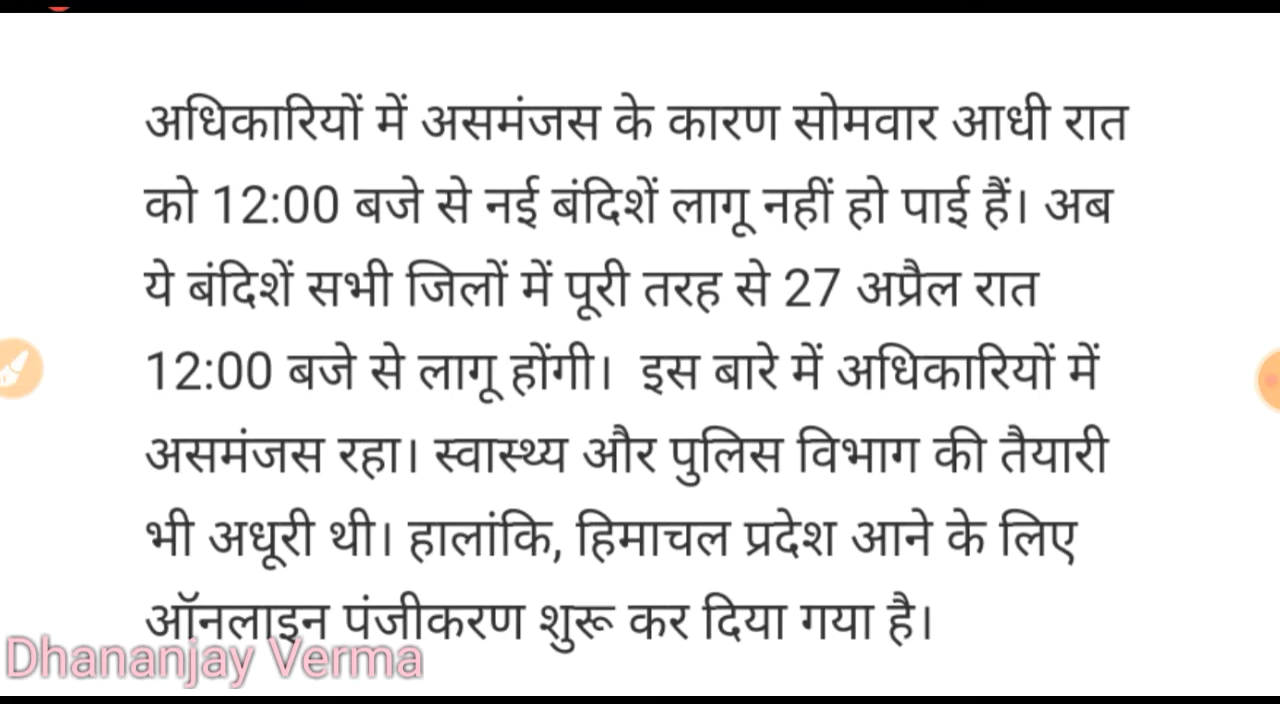 अधिकारियों में असमंजस के कारण सोमवार आधी रात
को 12:00 बजे से नई बंदिशें लागू नहीं हो पाई हैं। अब
ये बंदिशें सभी जिलों में पूरी तरह से 27 अप्रैल रात
12:00 बजे से लागू होंगी। इस बारे में अधिकारियों में
असमंजस रहा। स्वास्थ्य और पुलिस विभाग की तैयारी
भी अधूरी थी। हालांकि, हिमाचल प्रदेश आने के लिए
ऑनलाइन पंजीकरण शुरू कर दिया गया है।
Dhananjay Verma